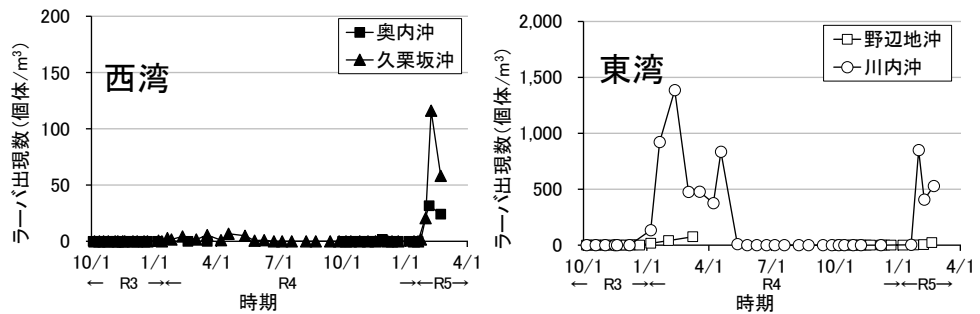 西湾
奥内沖
久栗坂沖
ラーバ出現数(個体/m³)
200
150
100
50
0
10/1 1/1 4/1 7/1 10/1 1/1 4/1
← R3 →← R4 →←R5→
時期
東湾
野辺地沖
川内沖
ラーバ出現数(個体/m³)
2,000
1,500
1,000
500
0
10/1 1/1 4/1 7/1 10/1 1/1 4/1
← R3 →← R4 →←R5→
時期